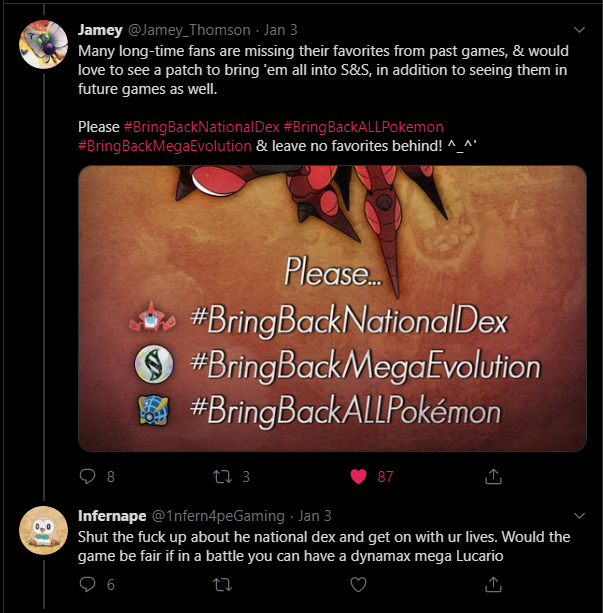 Jamey @Jamey_Thomson · Jan 3
Many long-time fans are missing their favorites from past games, & would
love to see a patch to bring 'em all into S&S, in addition to seeing them in
future games as well.
Please #BringBackNationalDex #BringBackALLPokemon
#BringBackMegaEvolution & leave no favorites behind! ^_^'
Please...
#BringBackNationalDex
#BringBackMegaEvolution
#BringBackALLPokémon
8 3 87
Infernape @1nfern4peGaming · Jan 3
Shut the fuck up about he national dex and get on with ur lives. Would the
game be fair if in a battle you can have a dynamax mega Lucario
6